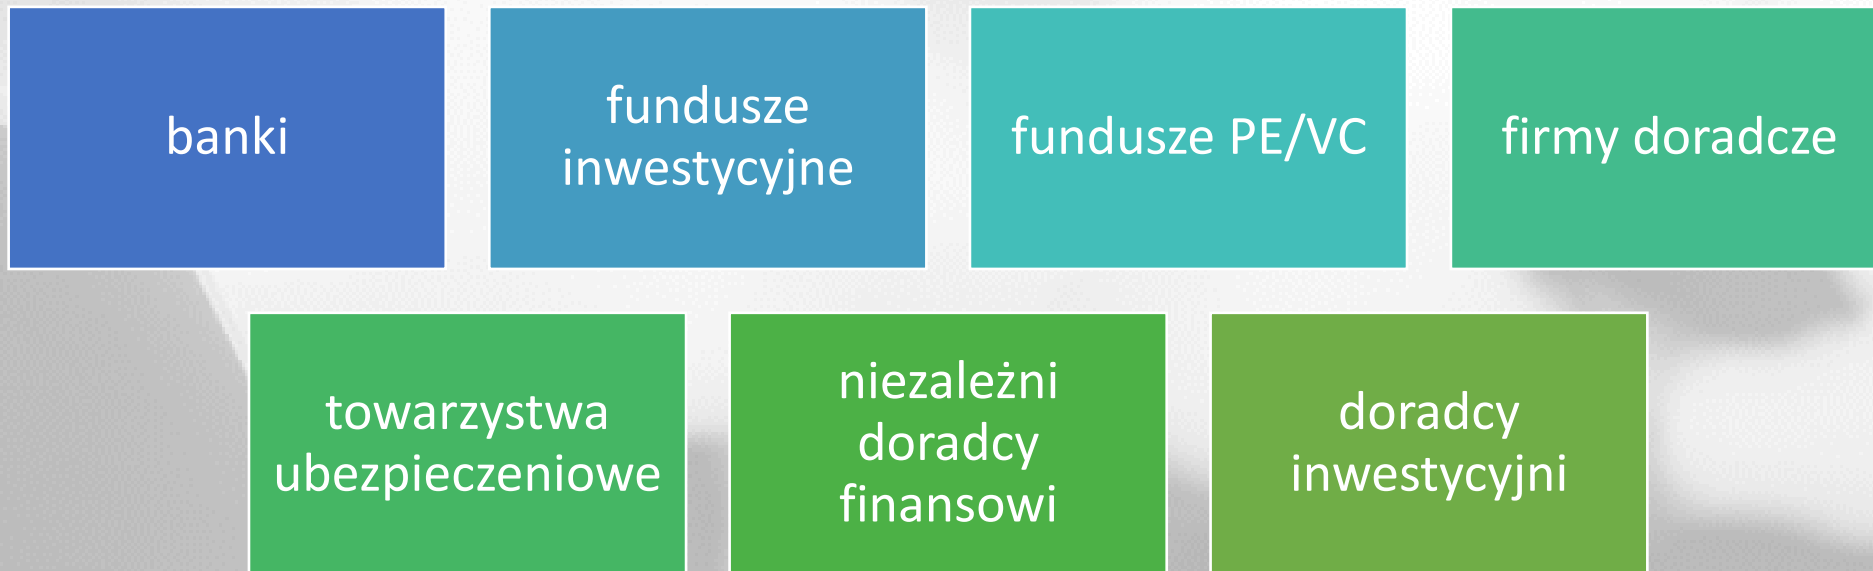 banki
fundusze
inwestycyjne
fundusze PE/VC
firmy doradcze
towarzystwa
ubezpieczeniowe
niezależni
doradcy
finansowi
doradcy
inwestycyjni